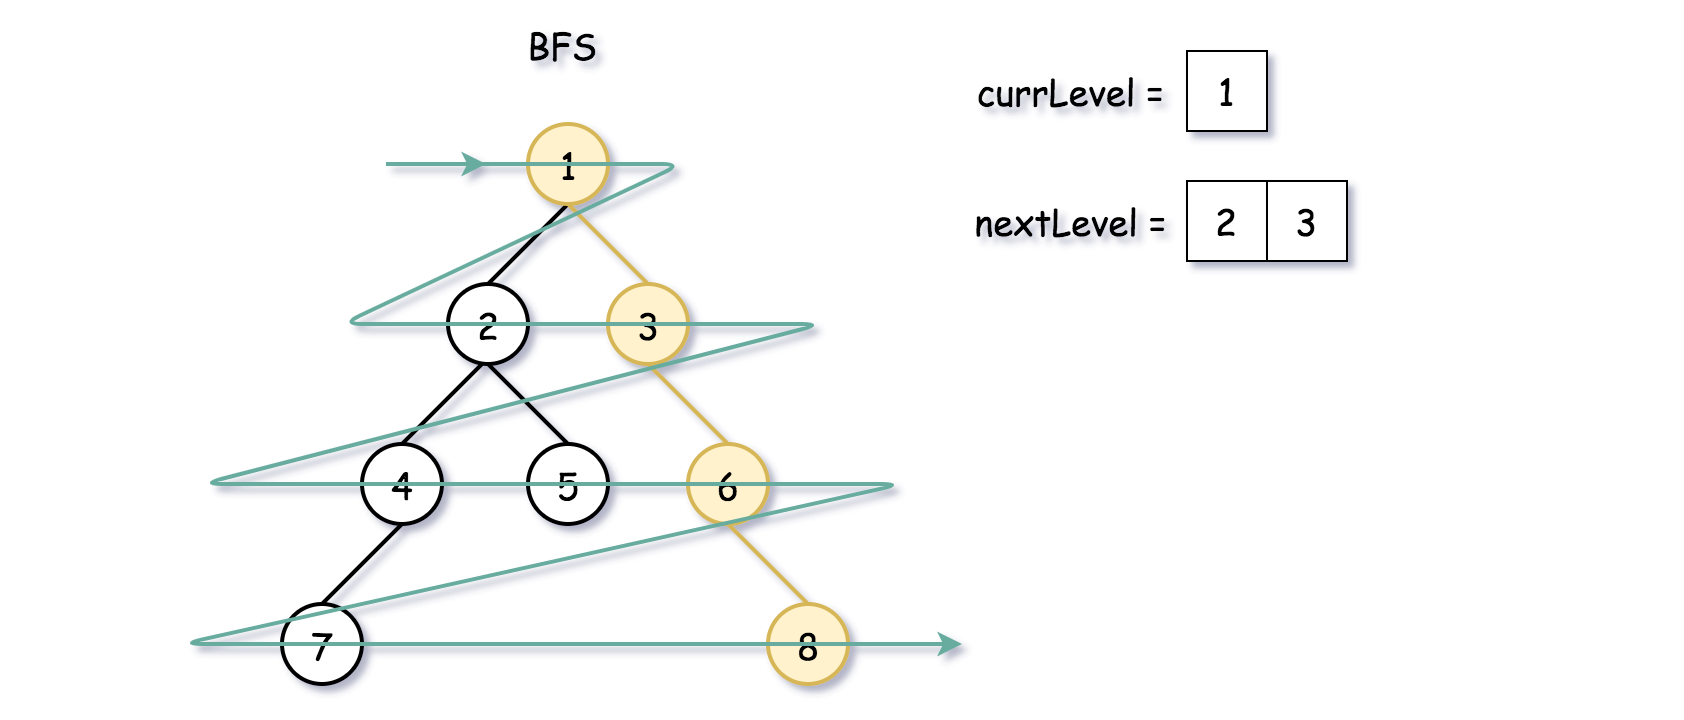 BFS
currLevel = 1
1
nextLevel = 2 3
2 3
4 5 6
7 8